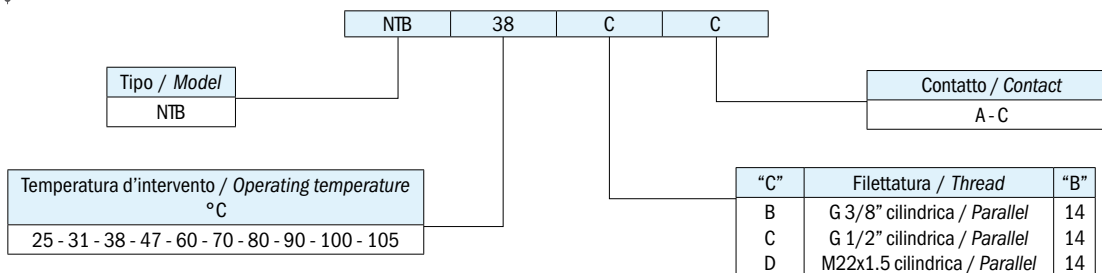 NTB 38 C C
Tipo / Model
NTB
Contatto / Contact
A - C
Temperatura d'intervento / Operating temperature
°C
25 - 31 - 38 - 47 - 60 - 70 - 80 - 90 - 100 - 105
“C” Filettatura / Thread “B”
B G 3/8” cilindrica / Parallel 14
C G 1/2” cilindrica / Parallel 14
D M22x1.5 cilindrica / Parallel 14